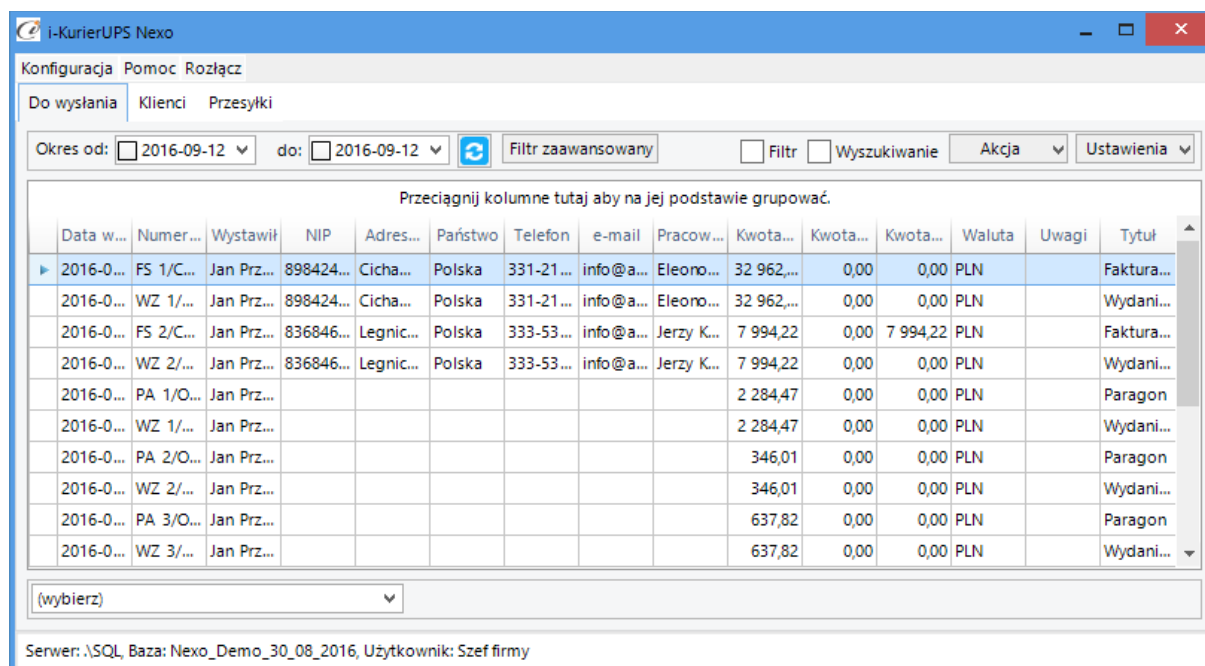 i-KurierUPS Nexo
Konfiguracja Pomoc Rozłącz
Do wysłania Klienci Przesyłki
Okres od: 2016-09-12 do: 2016-09-12 Filtr zaawansowany Filtr Wyszukiwanie Akcja Ustawienia
Przeciągnij kolumne tutaj aby na jej podstawie grupować.
Data w... Numer... Wystawił NIP Adres... Państwo Telefon e-mail Pracow... Kwota... Kwota... Kwota... Waluta Uwagi Tytuł
2016-0... FS 1/C... Jan Prz... 898424... Cicha... Polska 331-21... info@a... Eleono... 32 962,... 0,00 0,00 PLN Faktura...
2016-0... WZ 1/... Jan Prz... 898424... Cicha... Polska 331-21... info@a... Eleono... 32 962,... 0,00 0,00 PLN Wydani...
2016-0... FS 2/C... Jan Prz... 836846... Legnic... Polska 333-53... info@a... Jerzy K... 7 994,22 0,00 7 994,22 PLN Faktura...
2016-0... WZ 2/... Jan Prz... 836846... Legnic... Polska 333-53... info@a... Jerzy K... 7 994,22 0,00 0,00 PLN Wydani...
2016-0... PA 1/O... Jan Prz... 2 284,47 0,00 0,00 PLN Paragon
2016-0... WZ 1/... Jan Prz... 2 284,47 0,00 0,00 PLN Wydani...
2016-0... PA 2/O... Jan Prz... 346,01 0,00 0,00 PLN Paragon
2016-0... WZ 2/... Jan Prz... 346,01 0,00 0,00 PLN Wydani...
2016-0... PA 3/O... Jan Prz... 637,82 0,00 0,00 PLN Paragon
2016-0... WZ 3/... Jan Prz... 637,82 0,00 0,00 PLN Wydani...
(wybierz)
Serwer: .\SQL, Baza: Nexo_Demo_30_08_2016, Użytkownik: Szef firmy